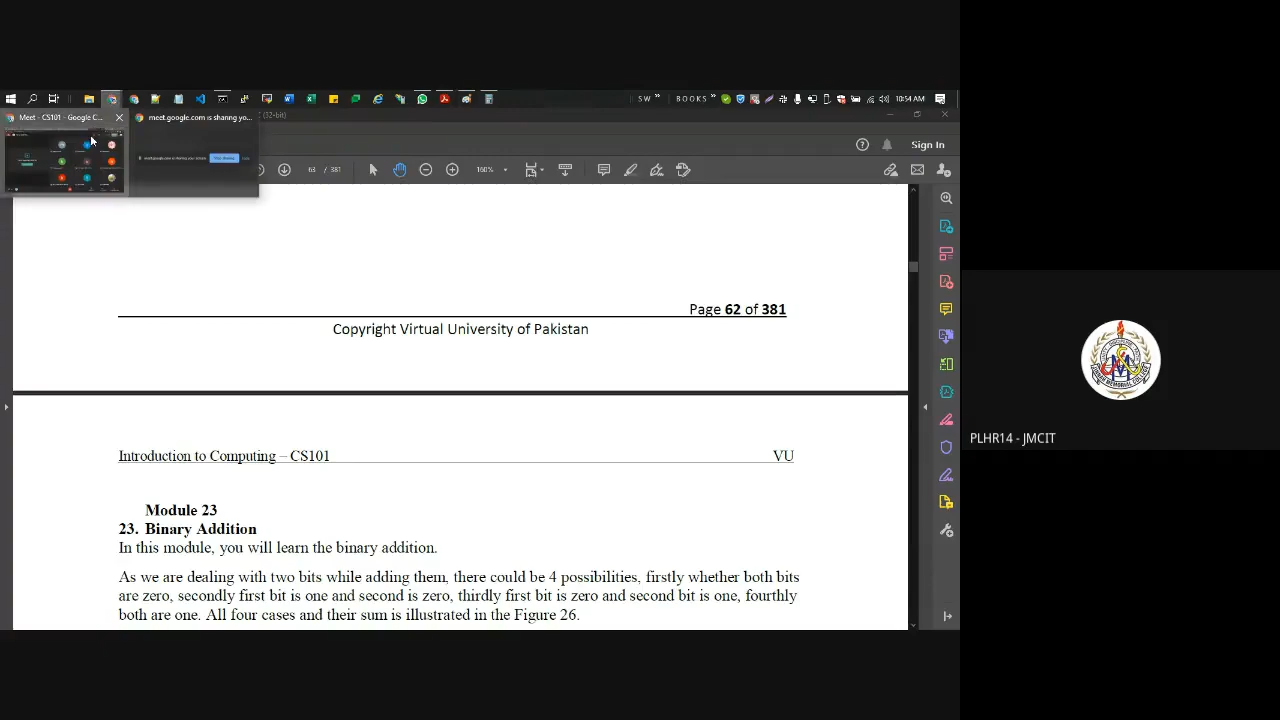 SW
BOOKS
10:54 AM
Meet - CS101 - Google C...
meet.google.com is sharing yo...
(32-bit)
Sign In
63 / 381
160%
Page 62 of 381
Copyright Virtual University of Pakistan
Introduction to Computing – CS101 VU
Module 23
23. Binary Addition
In this module, you will learn the binary addition.
As we are dealing with two bits while adding them, there could be 4 possibilities, firstly whether both bits
are zero, secondly first bit is one and second is zero, thirdly first bit is zero and second bit is one, fourthly
both are one. All four cases and their sum is illustrated in the Figure 26.
PLHR14 - JMCIT